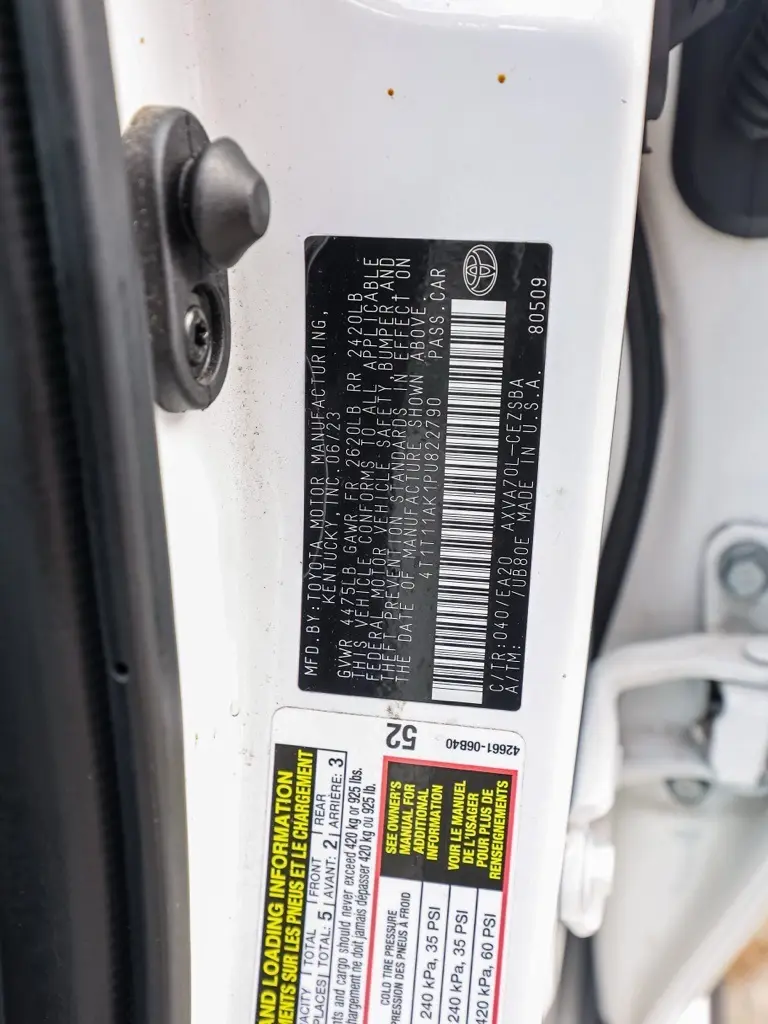 MFD.BY:TOYOTA MOTOR MANUFACTURING,
KENTUCKY, INC. 06/23
GVWR 4475LB GAWR FR 2620LB RR 2420LB
THIS VEHICLE CONFORMS TO ALL APPLICABLE
FEDERAL MOTOR VEHICLE SAFETY, BUMPER,AND
THEFT PREVENTION STANDARDS IN EFFECT ON
THE DATE OF MANUFACTURE SHOWN ABOVE.
4T1T11AK1PU822790 PASS.CAR
C/TR:040/EA20 AXVA70L-CEZSBA
A/TM: /UB80E MADE IN U.S.A. 80509
52
42661-06B40
AND LOADING INFORMATION
MENTS SUR LES PNEUS ET LE CHARGEMENT
ACITY | TOTAL | FRONT | REAR
PLACES | TOTAL: 5 | AVANT: 2 | ARRIÈRE: 3
nts and cargo should never exceed 420 kg or 925 lbs.
hargement ne doit jamais dépasser 420 kg ou 925 lb.
COLD TIRE PRESSURE
PRESSION DES PNEUS À FROID
240 kPa, 35 PSI
240 kPa, 35 PSI
420 kPa, 60 PSI
SEE OWNER'S
MANUAL FOR
ADDITIONAL
INFORMATION
VOIR LE MANUEL
DE L'USAGER
POUR PLUS DE
RENSEIGNEMENTS